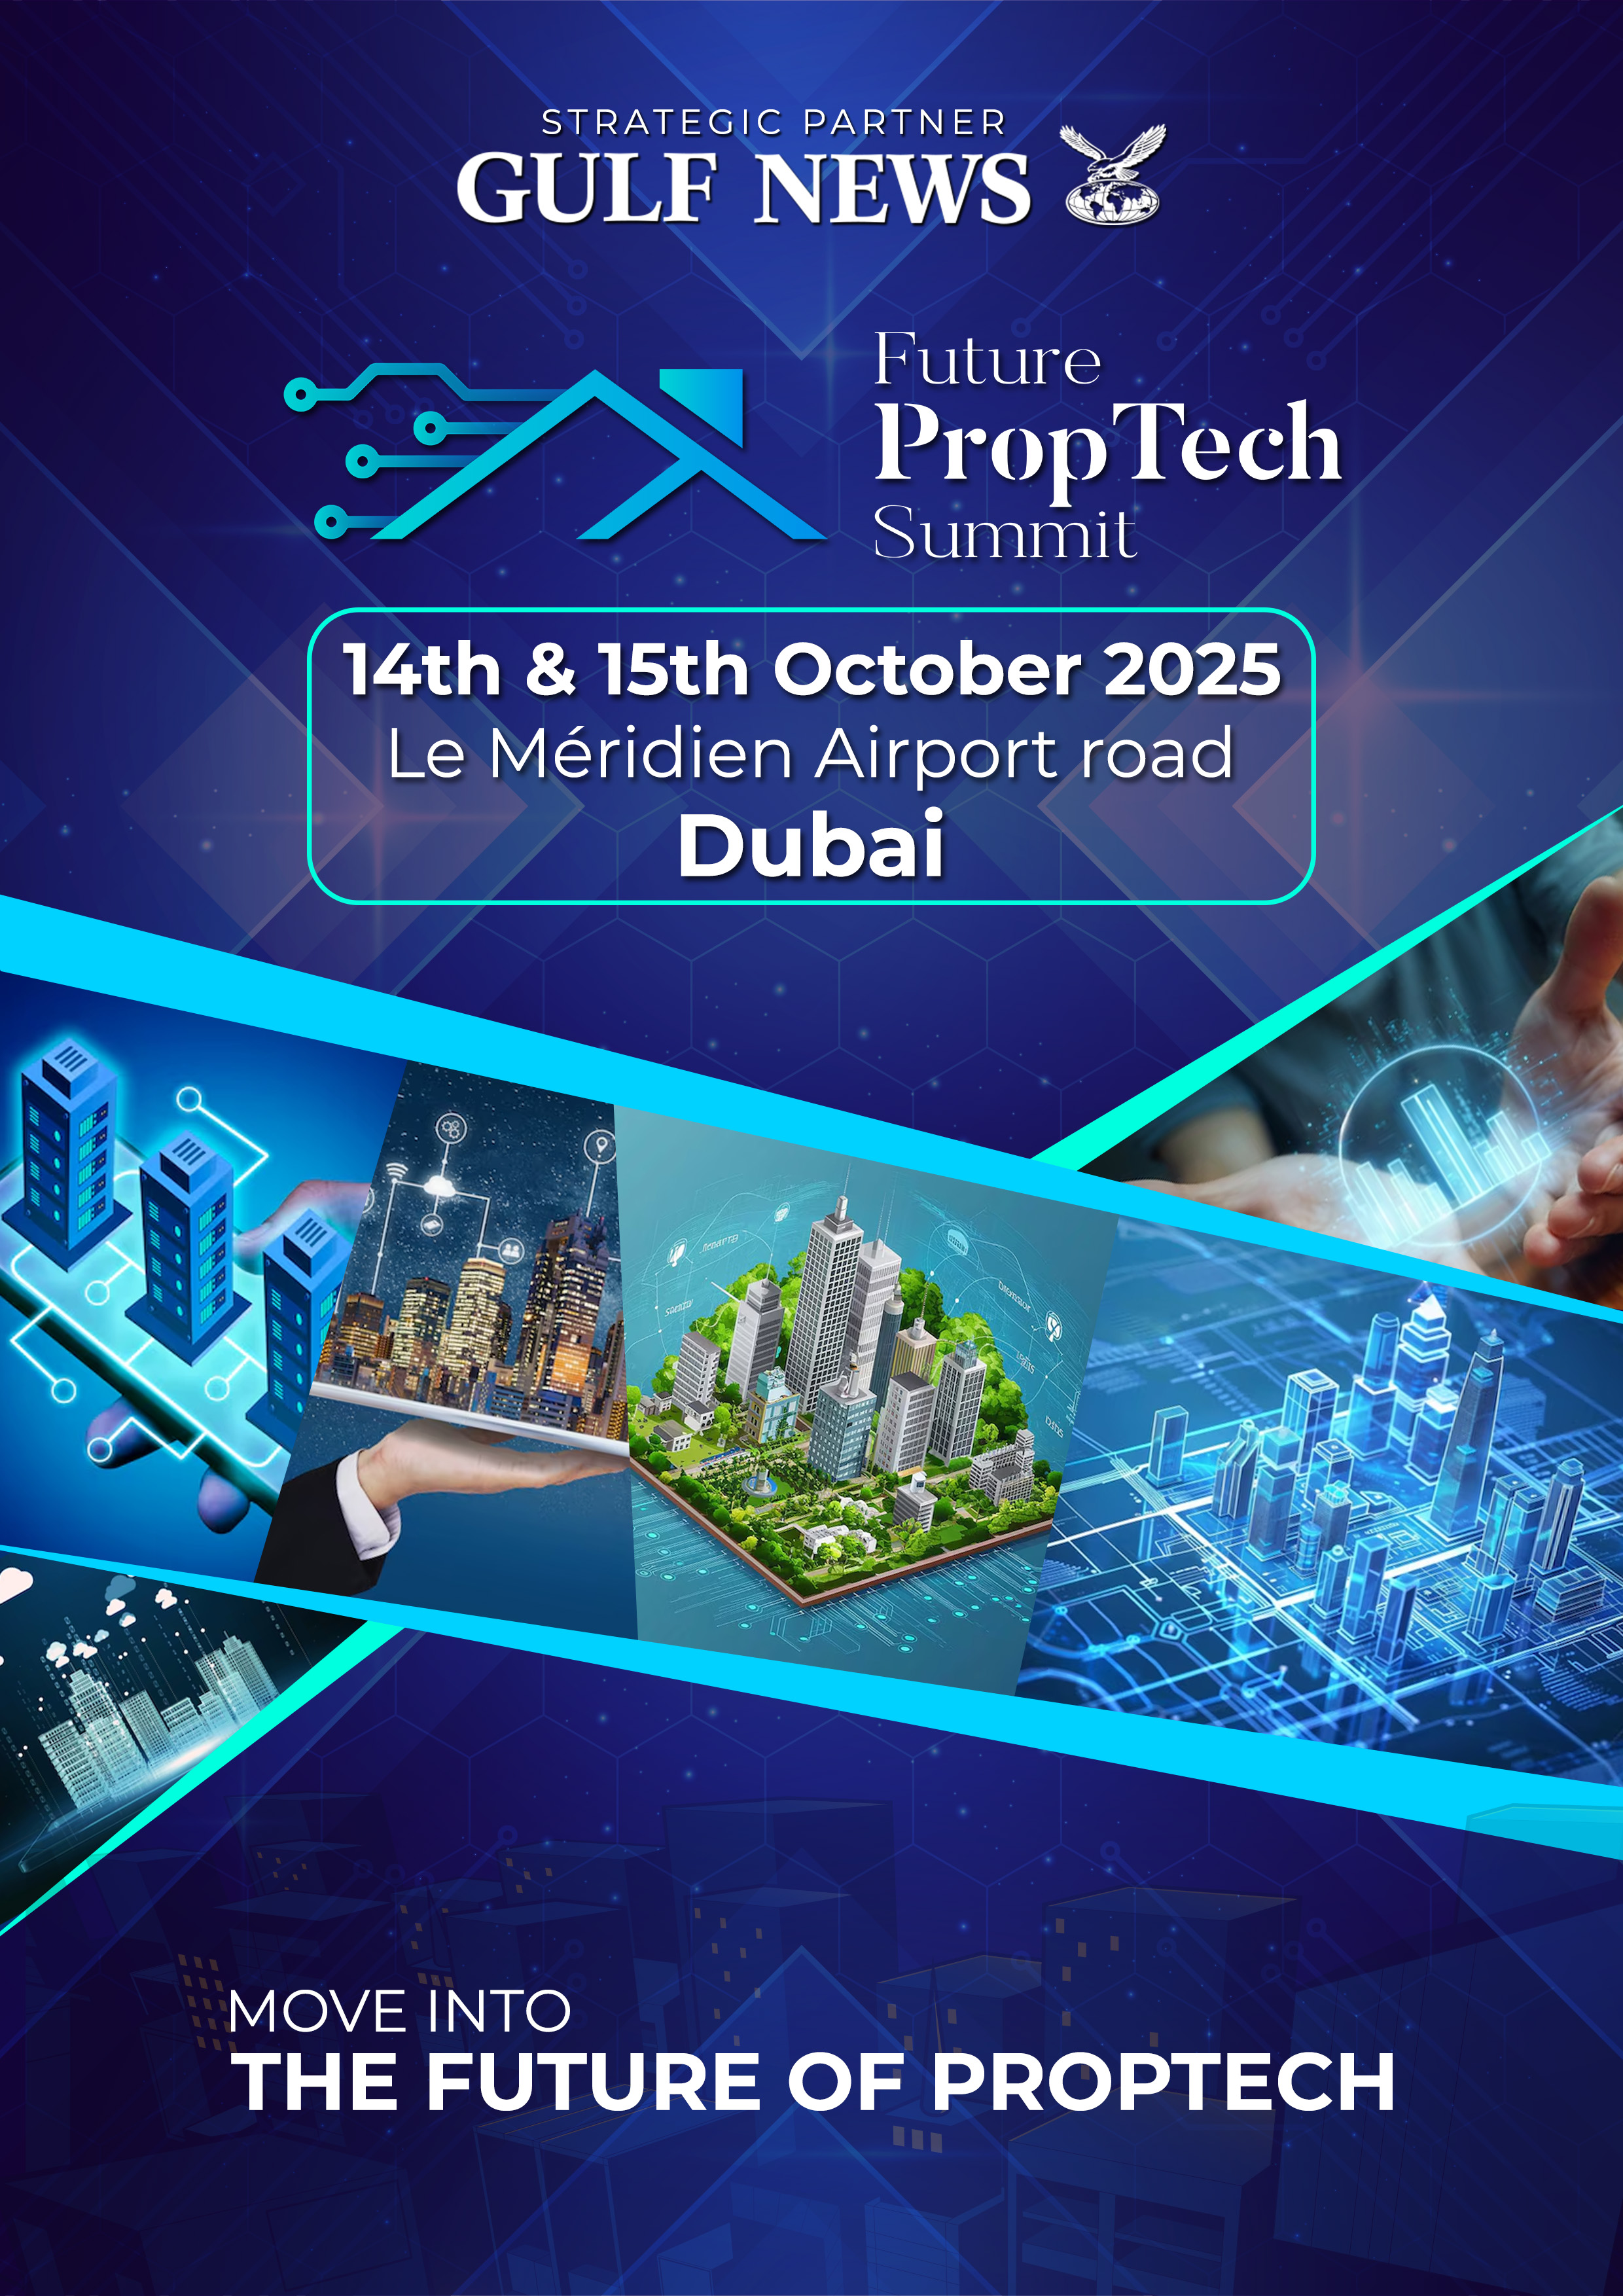 STRATEGIC PARTNER
GULF NEWS
Future
PropTech
Summit
14th & 15th October 2025
Le Méridien Airport road
Dubai
MOVE INTO
THE FUTURE OF PROPTECH